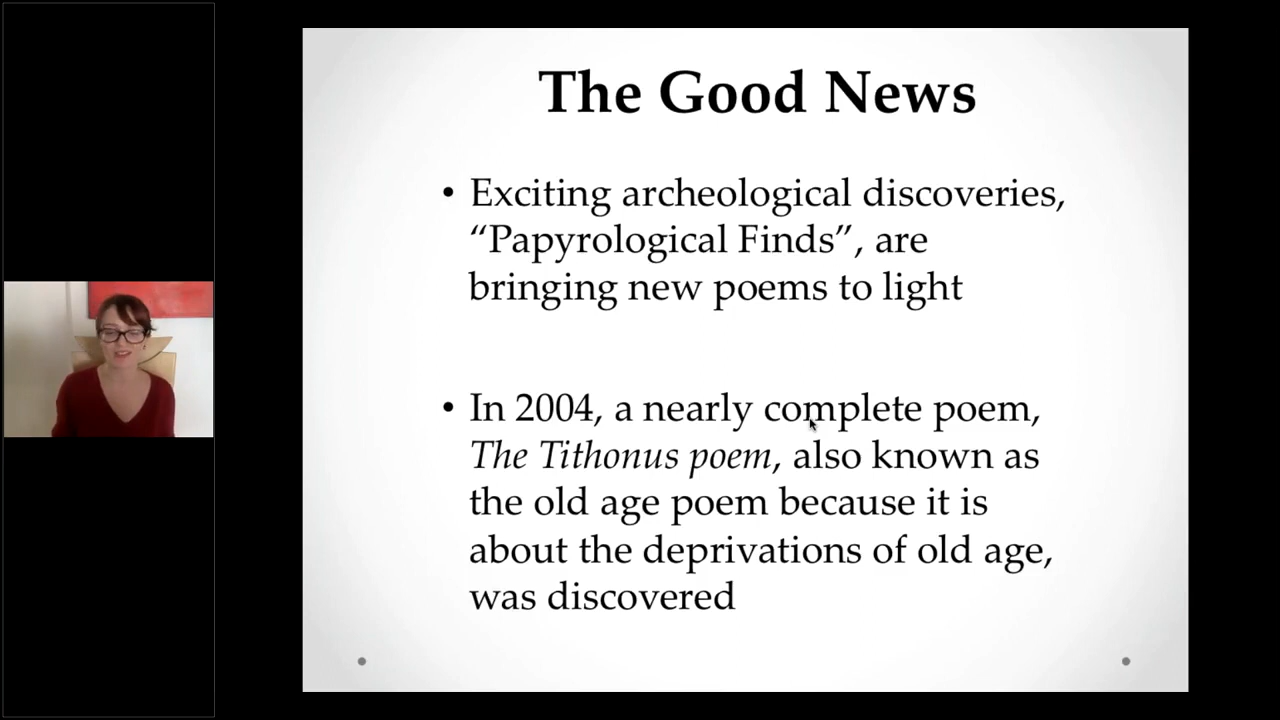 The Good News
• Exciting archeological discoveries,
“Papyrological Finds”, are
bringing new poems to light
• In 2004, a nearly complete poem,
The Tithonus poem, also known as
the old age poem because it is
about the deprivations of old age,
was discovered